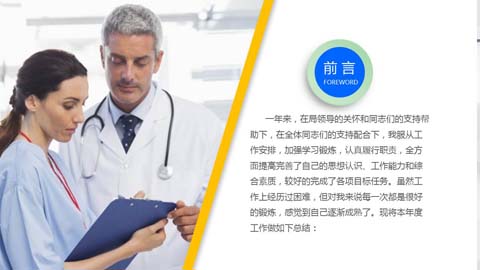 前言
FOREWORD
一年来，在局领导的关怀和同志们的支持帮
助下，在全体同志们的支持配合下，我服从工
作安排，加强学习锻炼，认真履行职责，全方
面提高完善了自己的思想认识、工作能力和综
合素质，较好的完成了各项目标任务。虽然工
作上经历过困难，但对我来说每一次都是很好
的锻炼，感觉到自己逐渐成熟了。现将本年度
工作做如下总结：